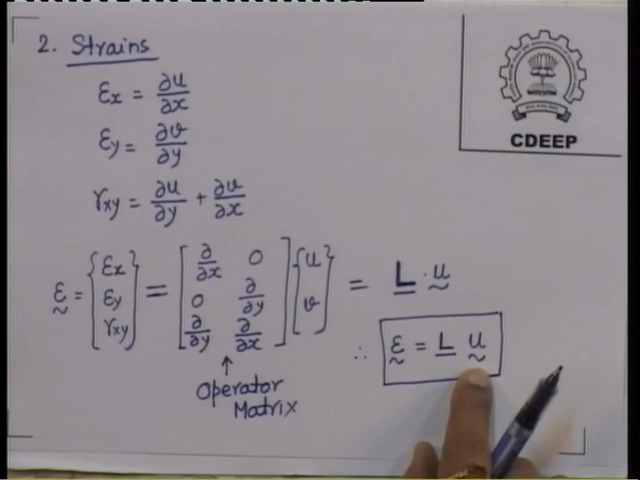 2. Strains
εx = ∂u/∂x
εy = ∂v/∂y
γxy = ∂u/∂y + ∂v/∂x
ε = {εx εy γxy} = [∂/∂x 0; 0 ∂/∂y; ∂/∂y ∂/∂x] {u v} = L · u
∴ ε = L u
↑
Operator
Matrix
CDEEP